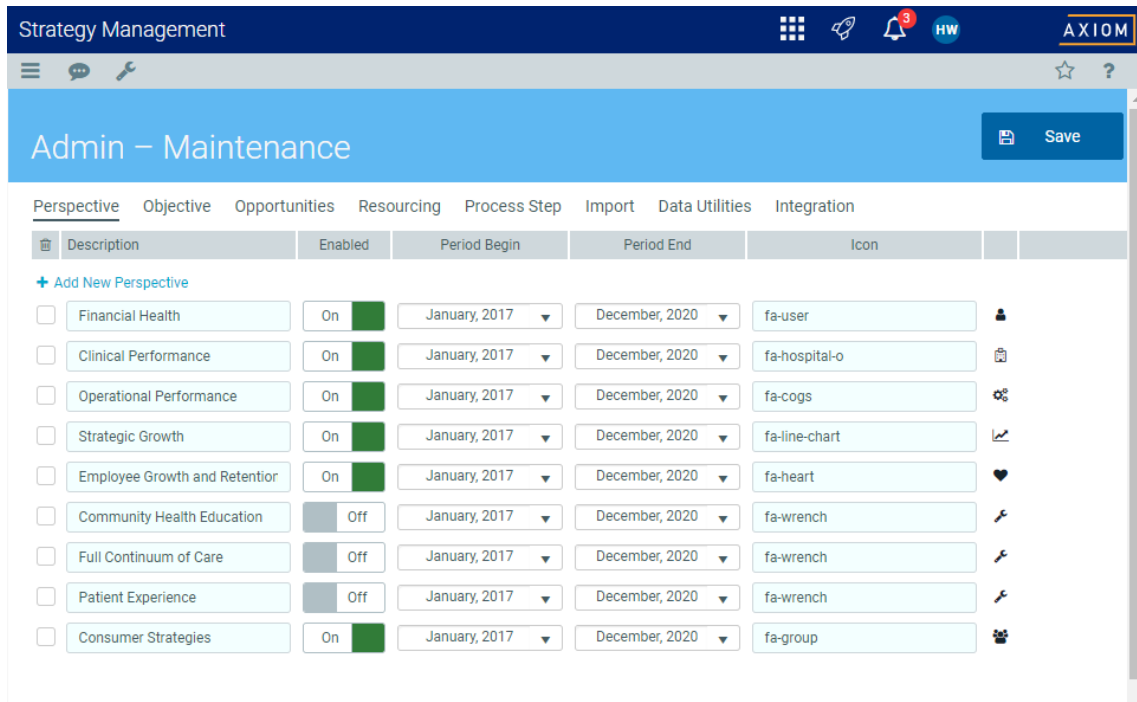 Strategy Management 3 HW AXIOM
?
Admin – Maintenance Save
Perspective Objective Opportunities Resourcing Process Step Import Data Utilities Integration
Description Enabled Period Begin Period End Icon
+ Add New Perspective
Financial Health On January, 2017 December, 2020 fa-user
Clinical Performance On January, 2017 December, 2020 fa-hospital-o
Operational Performance On January, 2017 December, 2020 fa-cogs
Strategic Growth On January, 2017 December, 2020 fa-line-chart
Employee Growth and Retention On January, 2017 December, 2020 fa-heart
Community Health Education Off January, 2017 December, 2020 fa-wrench
Full Continuum of Care Off January, 2017 December, 2020 fa-wrench
Patient Experience Off January, 2017 December, 2020 fa-wrench
Consumer Strategies On January, 2017 December, 2020 fa-group